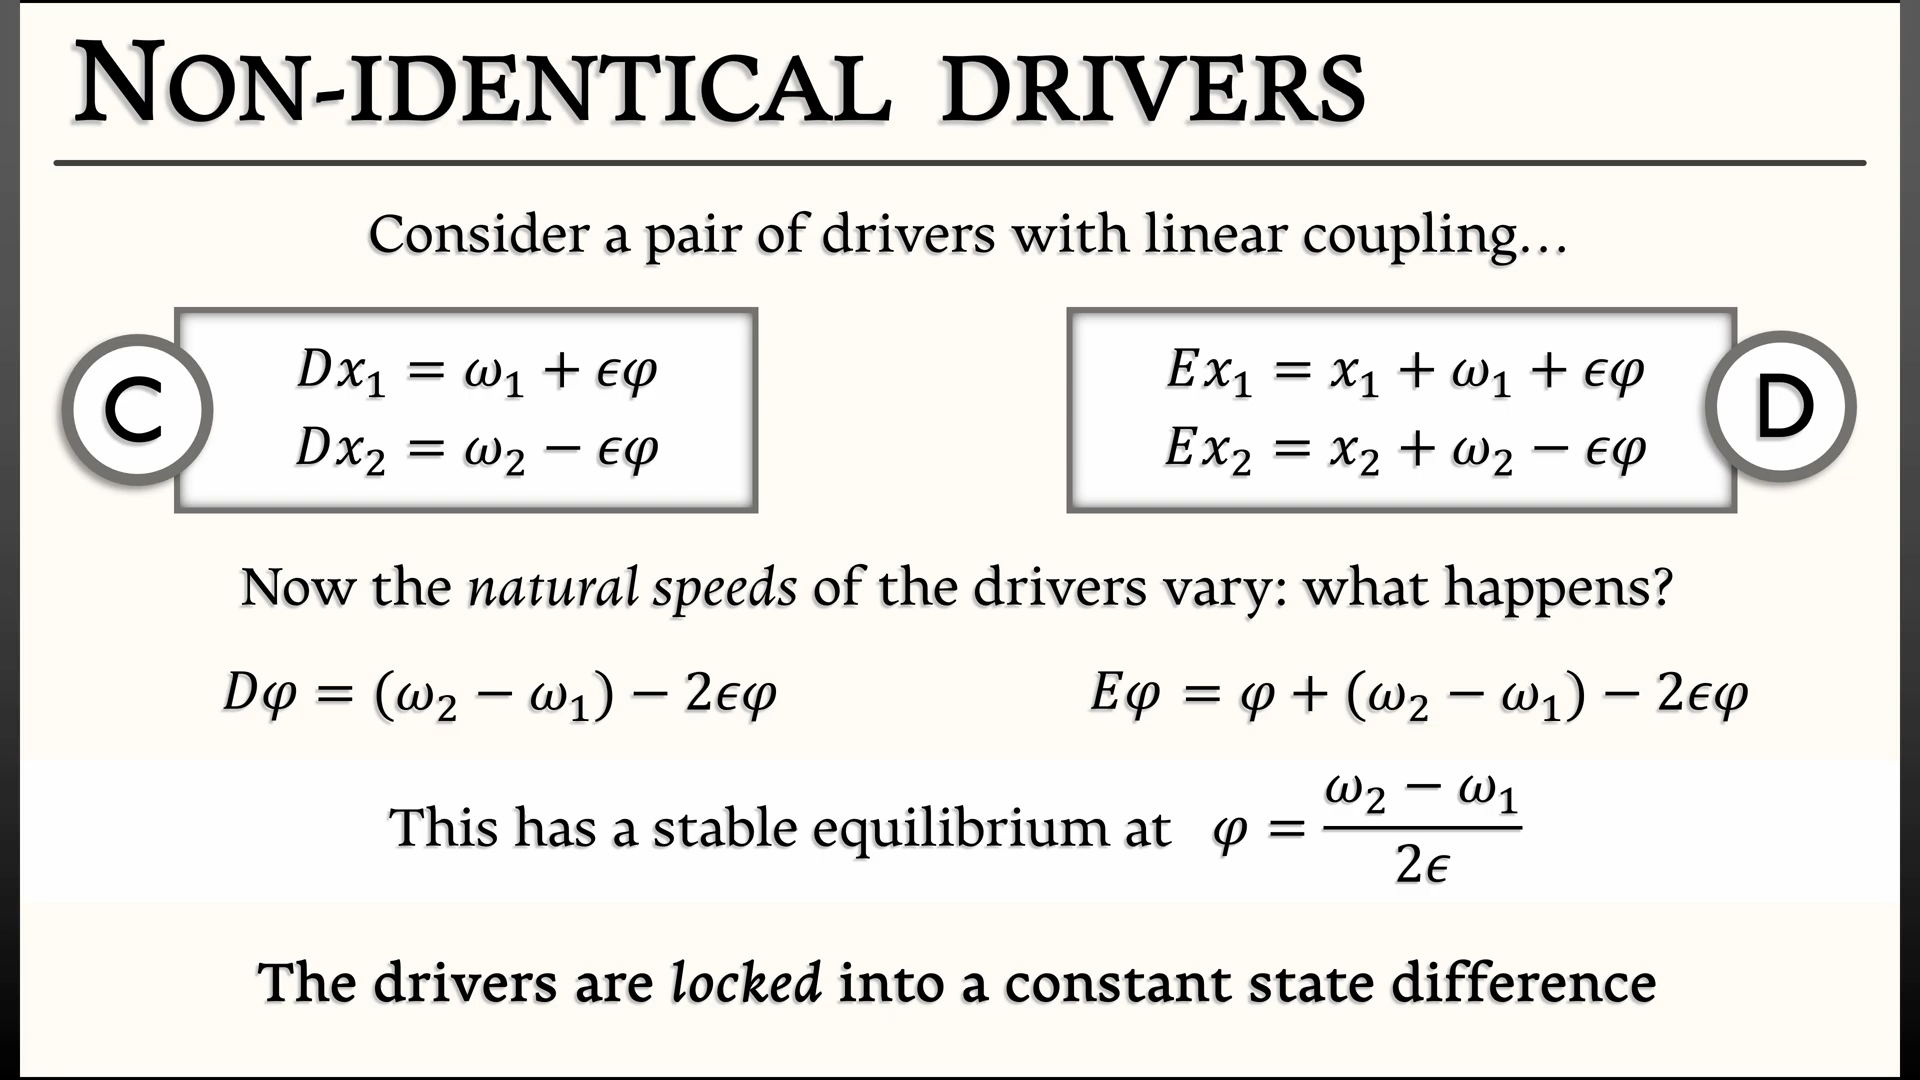 NON-IDENTICAL DRIVERS
Consider a pair of drivers with linear coupling...
C
Dx₁ = ω₁ + ϵφ
Dx₂ = ω₂ − ϵφ
Ex₁ = x₁ + ω₁ + ϵφ
Ex₂ = x₂ + ω₂ − ϵφ
D
Now the natural speeds of the drivers vary: what happens?
Dφ = (ω₂ − ω₁) − 2ϵφ
Eφ = φ + (ω₂ − ω₁) − 2ϵφ
This has a stable equilibrium at φ = (ω₂ − ω₁)/2ϵ
The drivers are locked into a constant state difference